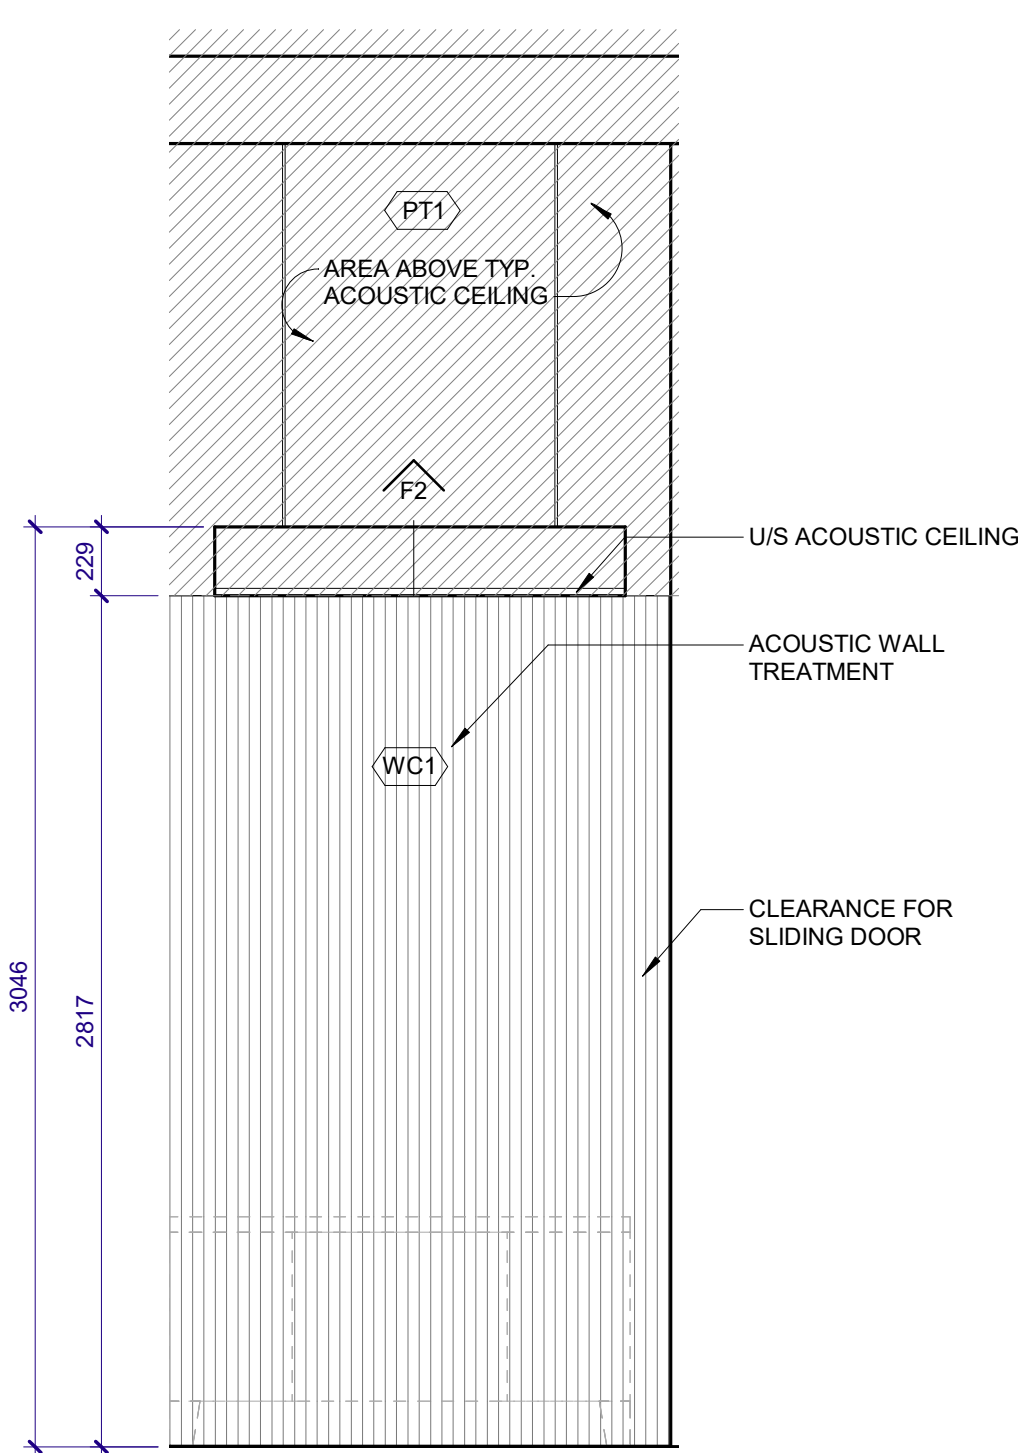 PT1
AREA ABOVE TYP.
ACOUSTIC CEILING
F2
229
U/S ACOUSTIC CEILING
ACOUSTIC WALL
TREATMENT
WC1
CLEARANCE FOR
SLIDING DOOR
3046
2817